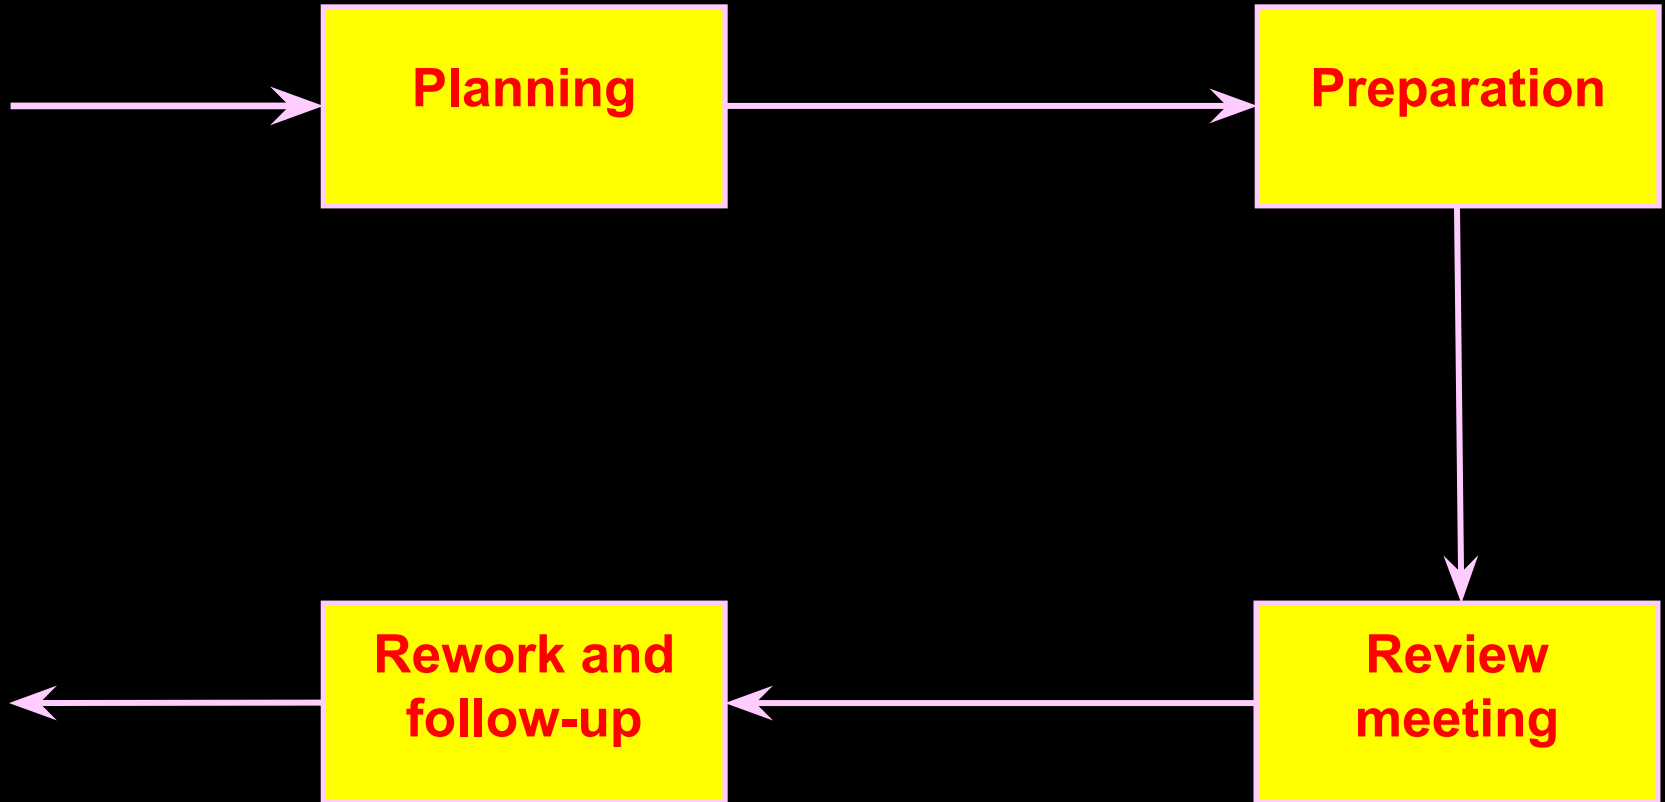 Planning
Preparation
Rework and
follow-up
Review
meeting